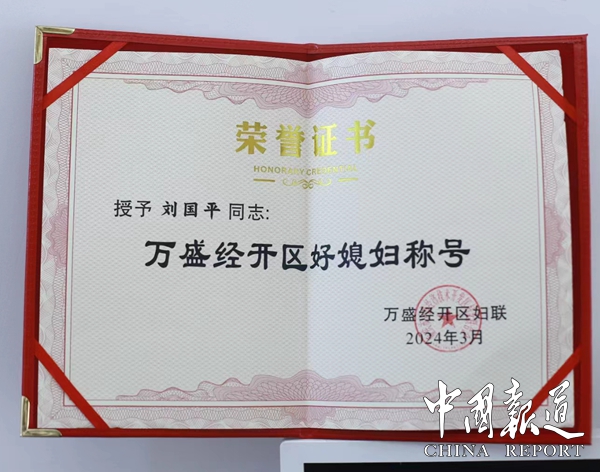 荣誉证书
HONORARY CREDENTIAL
授予 刘国平 同志:
万盛经开区好媳妇称号
万盛经开区妇联
2024年3月
中國報道
CHINA REPORT